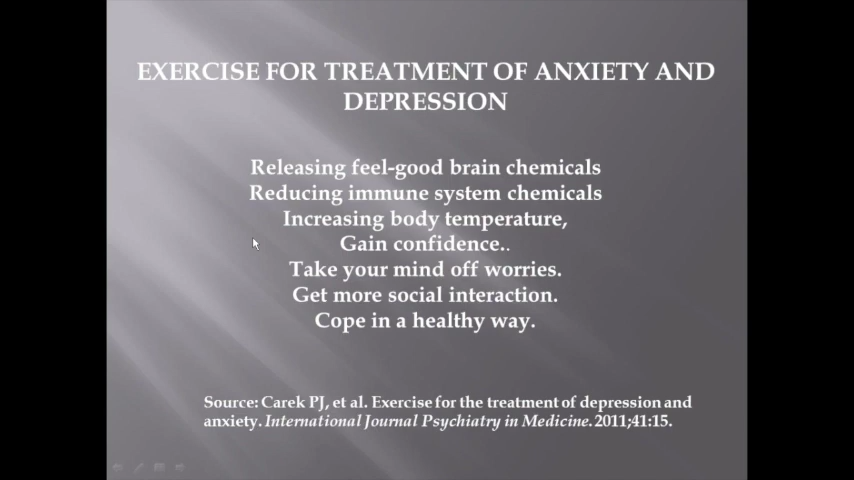 EXERCISE FOR TREATMENT OF ANXIETY AND
DEPRESSION
Releasing feel-good brain chemicals
Reducing immune system chemicals
Increasing body temperature,
Gain confidence..
Take your mind off worries.
Get more social interaction.
Cope in a healthy way.
Source: Carek PJ, et al. Exercise for the treatment of depression and
anxiety. International Journal Psychiatry in Medicine. 2011;41:15.